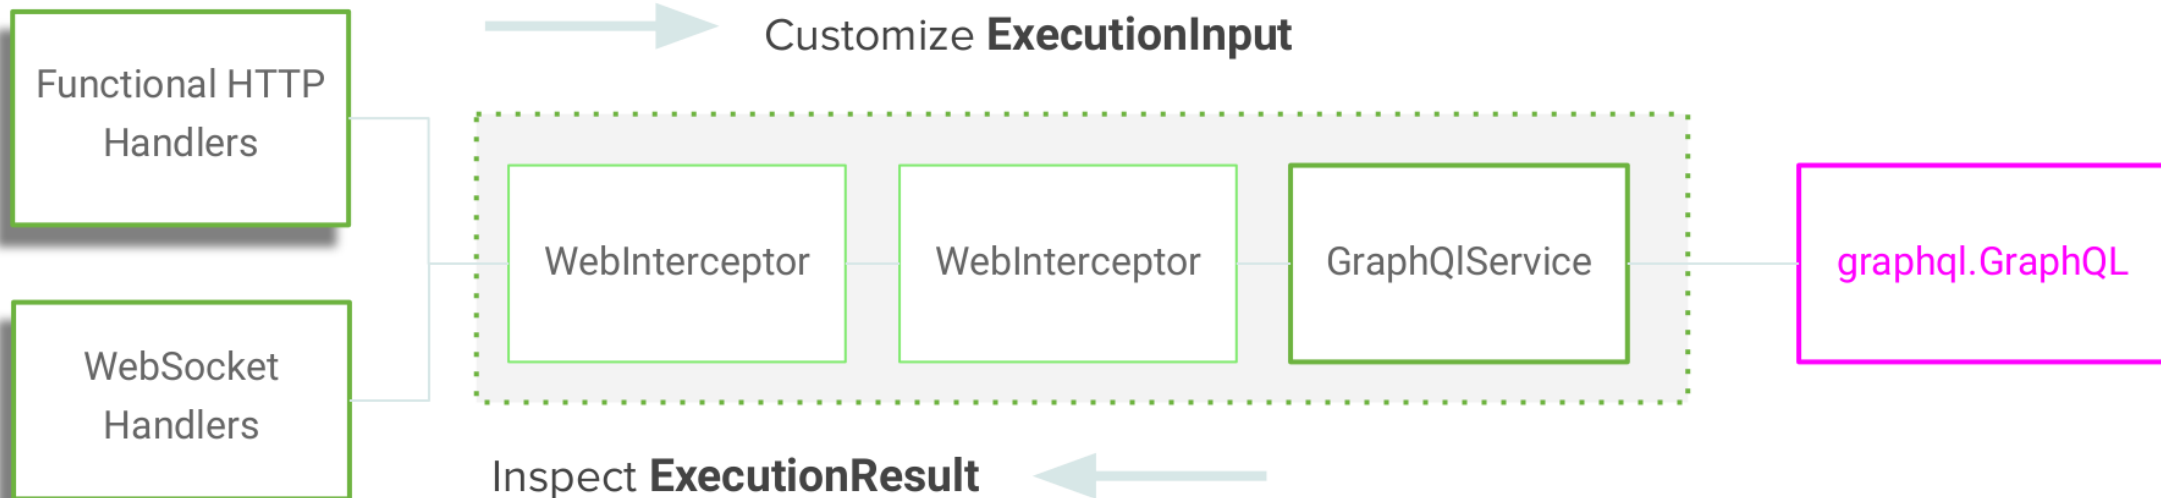 Customize ExecutionInput
Functional HTTP
Handlers
WebInterceptor
WebInterceptor
GraphQlService
graphql.GraphQL
WebSocket
Handlers
Inspect ExecutionResult